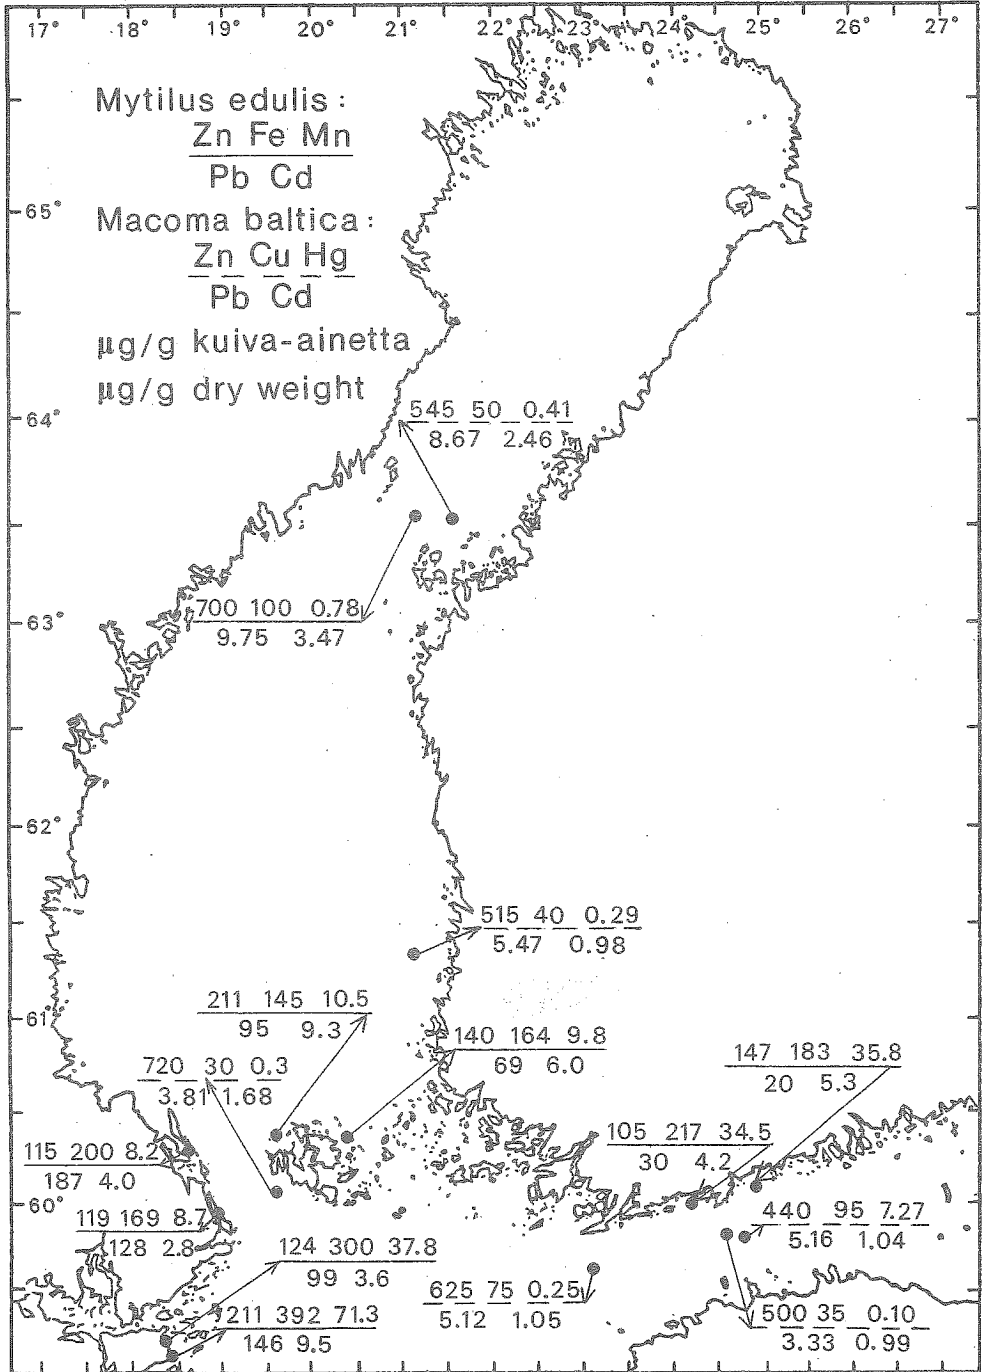 17° 18° 19° 20° 21° 22° 23° 24° 25° 26° 27°
Mytilus edulis :
Zn Fe Mn
Pb Cd
65°
Macoma baltica :
Zn Cu Hg
Pb Cd
µg/g kuiva-ainetta
µg/g dry weight
64°
545 50 0.41
8.67 2.46
700 100 0.78
9.75 3.47
63°
62°
515 40 0.29
5.47 0.98
211 145 10.5
95 9.3
61°
140 164 9.8
69 6.0
147 183 35.8
20 5.3
720 30 0.3
3.81 1.68
105 217 34.5
30 4.2
115 200 8.2
187 4.0
60°
119 169 8.7
128 2.8
440 95 7.27
5.16 1.04
124 300 37.8
99 3.6
625 75 0.25
5.12 1.05
211 392 71.3
146 9.5
500 35 0.10
3.33 0.99